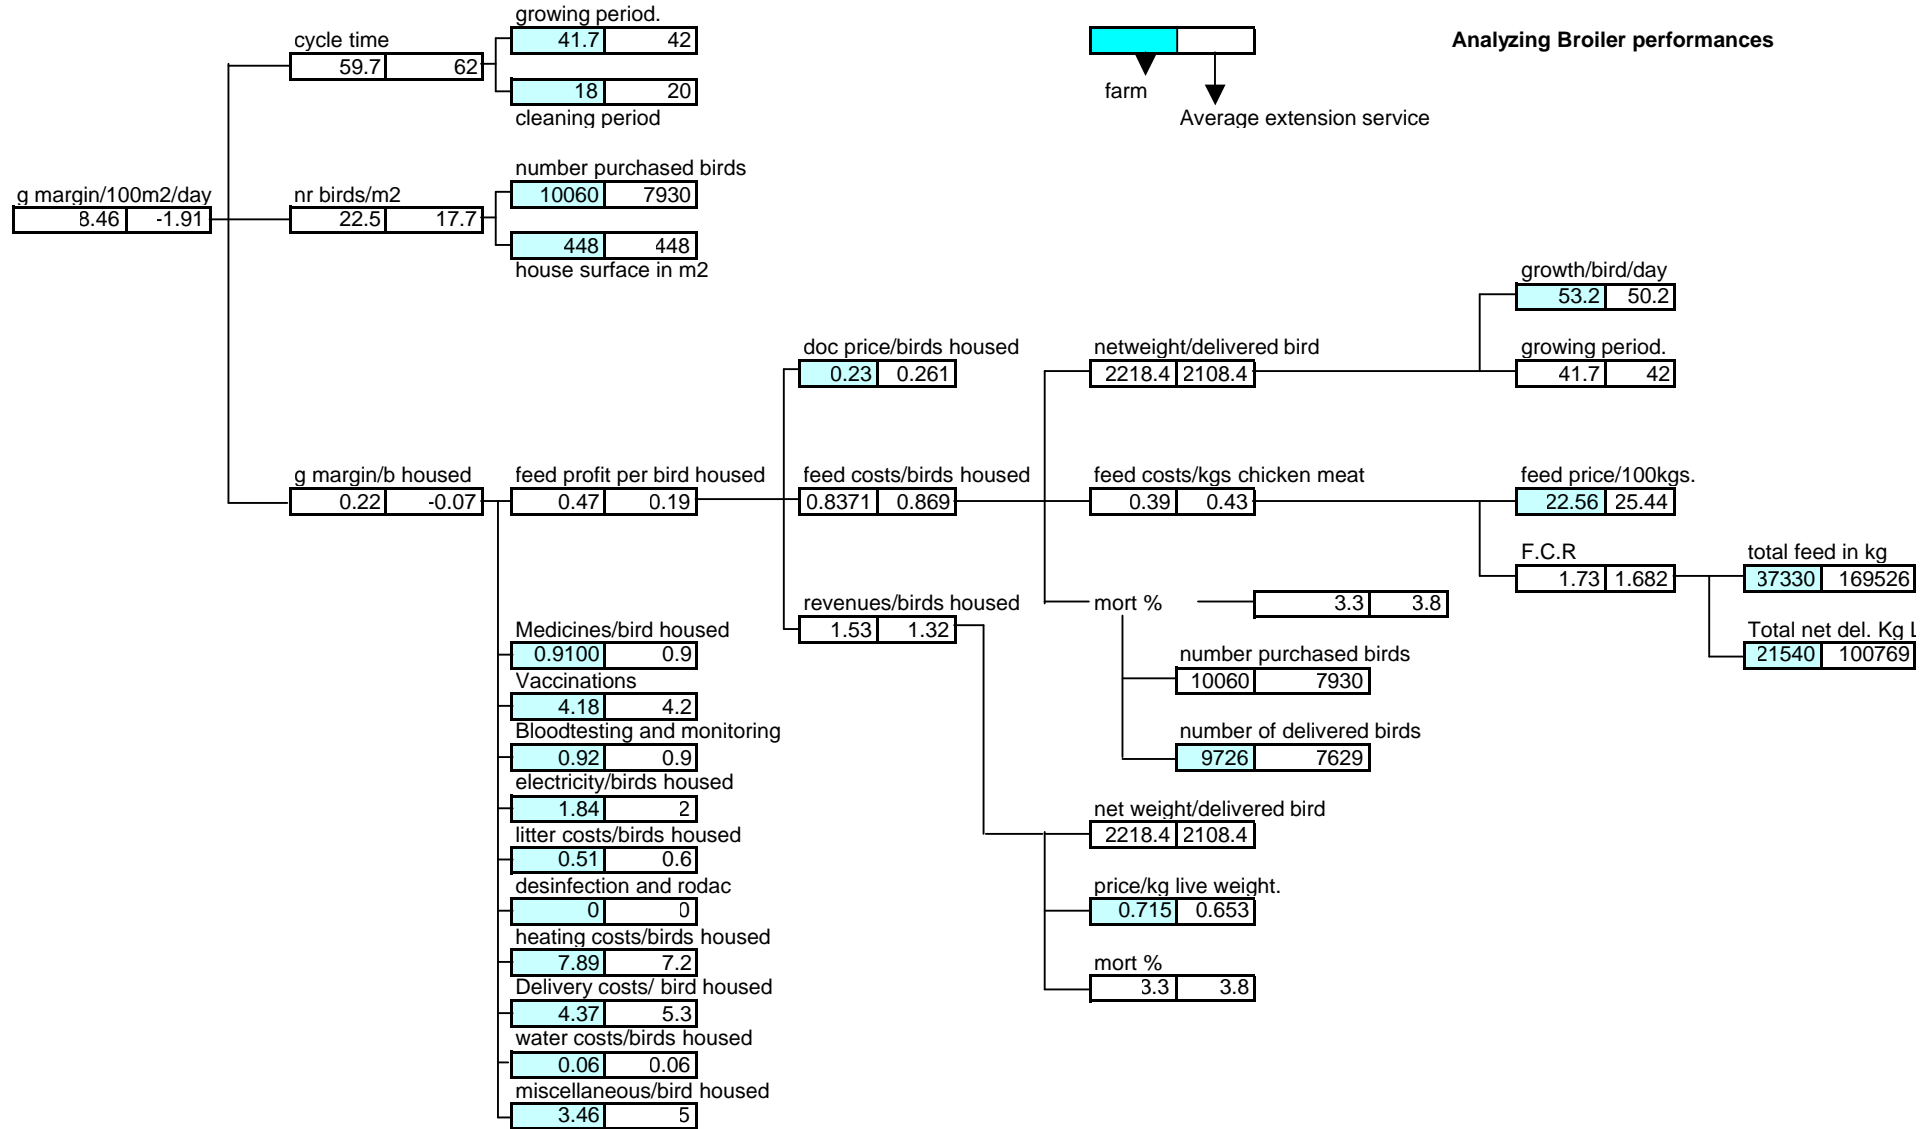 Analyzing Broiler performances
farm
Average extension service
g margin/100m2/day
8.46 -1.91
cycle time
59.7 62
growing period.
41.7 42
18 20
cleaning period
nr birds/m2
22.5 17.7
number purchased birds
10060 7930
448 448
house surface in m2
g margin/b housed
0.22 -0.07
feed profit per bird housed
0.47 0.19
Medicines/bird housed
0.9100 0.9
Vaccinations
4.18 4.2
Bloodtesting and monitoring
0.92 0.9
electricity/birds housed
1.84 2
litter costs/birds housed
0.51 0.6
desinfection and rodac
0 0
heating costs/birds housed
7.89 7.2
Delivery costs/ bird housed
4.37 5.3
water costs/birds housed
0.06 0.06
miscellaneous/bird housed
3.46 5
doc price/birds housed
0.23 0.261
feed costs/birds housed
0.8371 0.869
revenues/birds housed
1.53 1.32
netweight/delivered bird
2218.4 2108.4
growth/bird/day
53.2 50.2
growing period.
41.7 42
feed costs/kgs chicken meat
0.39 0.43
feed price/100kgs.
22.56 25.44
F.C.R
1.73 1.682
total feed in kg
37330 169526
Total net del. Kg L
21540 100769
mort %
3.3 3.8
number purchased birds
10060 7930
number of delivered birds
9726 7629
net weight/delivered bird
2218.4 2108.4
price/kg live weight.
0.715 0.653
mort %
3.3 3.8